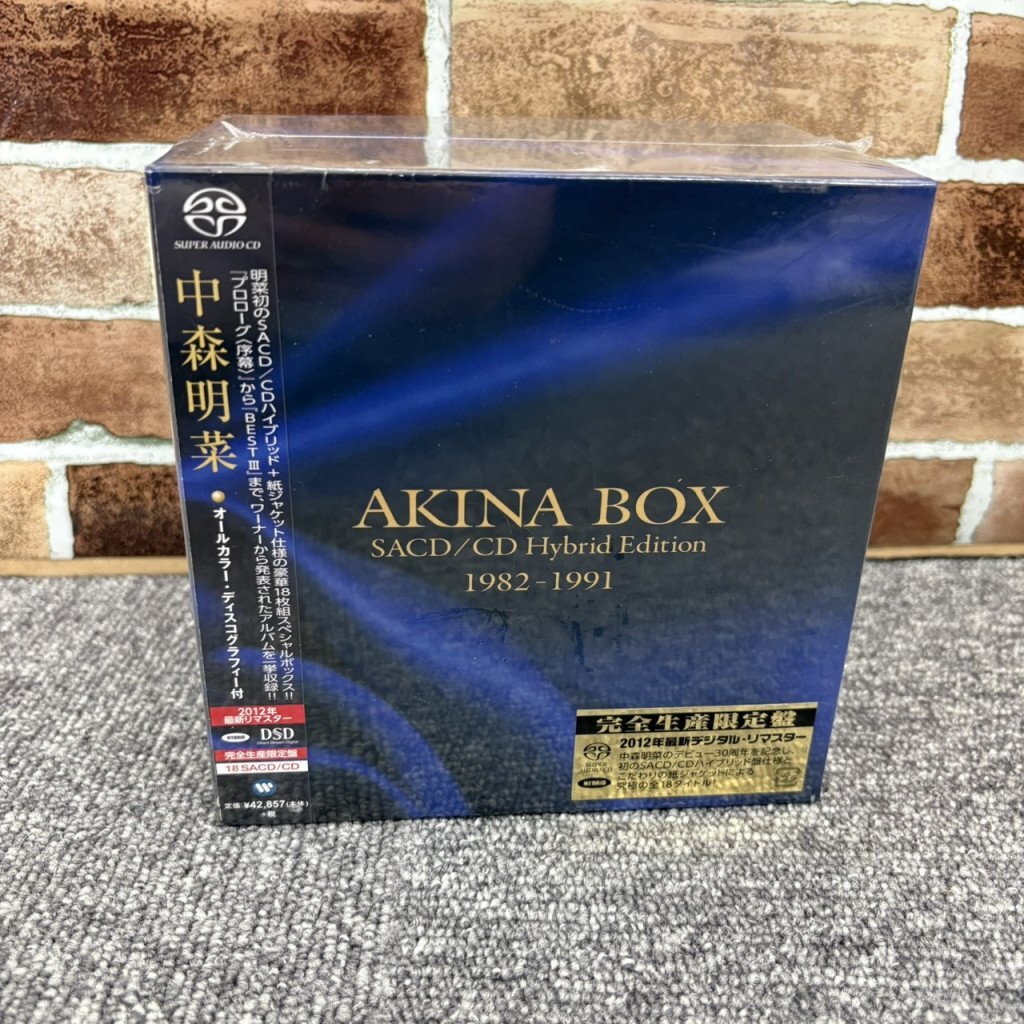 SUPER AUDIO CD
中森明菜
●オールカラー・ディスコグラフィー付
明菜初のSACD/CDハイブリッド+紙ジャケット仕様の豪華18枚組スペシャルボックス!!
『プロローグ〈序幕〉』から『BEST III』まで、ワーナーから発表されたアルバムを一挙収録!!
2012年
最新リマスター
HYBRID
DSD
Direct Stream Digital
完全生産限定盤
18SACD/CD
定価:¥42,857(本体)
+税
AKINA BOX
SACD/CD Hybrid Edition
1982-1991
完全生産限定盤
2012年最新デジタル・リマスター
SUPER AUDIO CD
HYBRID
中森明菜のデビュー30周年を記念し、
初のSACD/CDハイブリッド盤仕様と
こだわりの紙ジャケットによる
究極の全18タイトル!